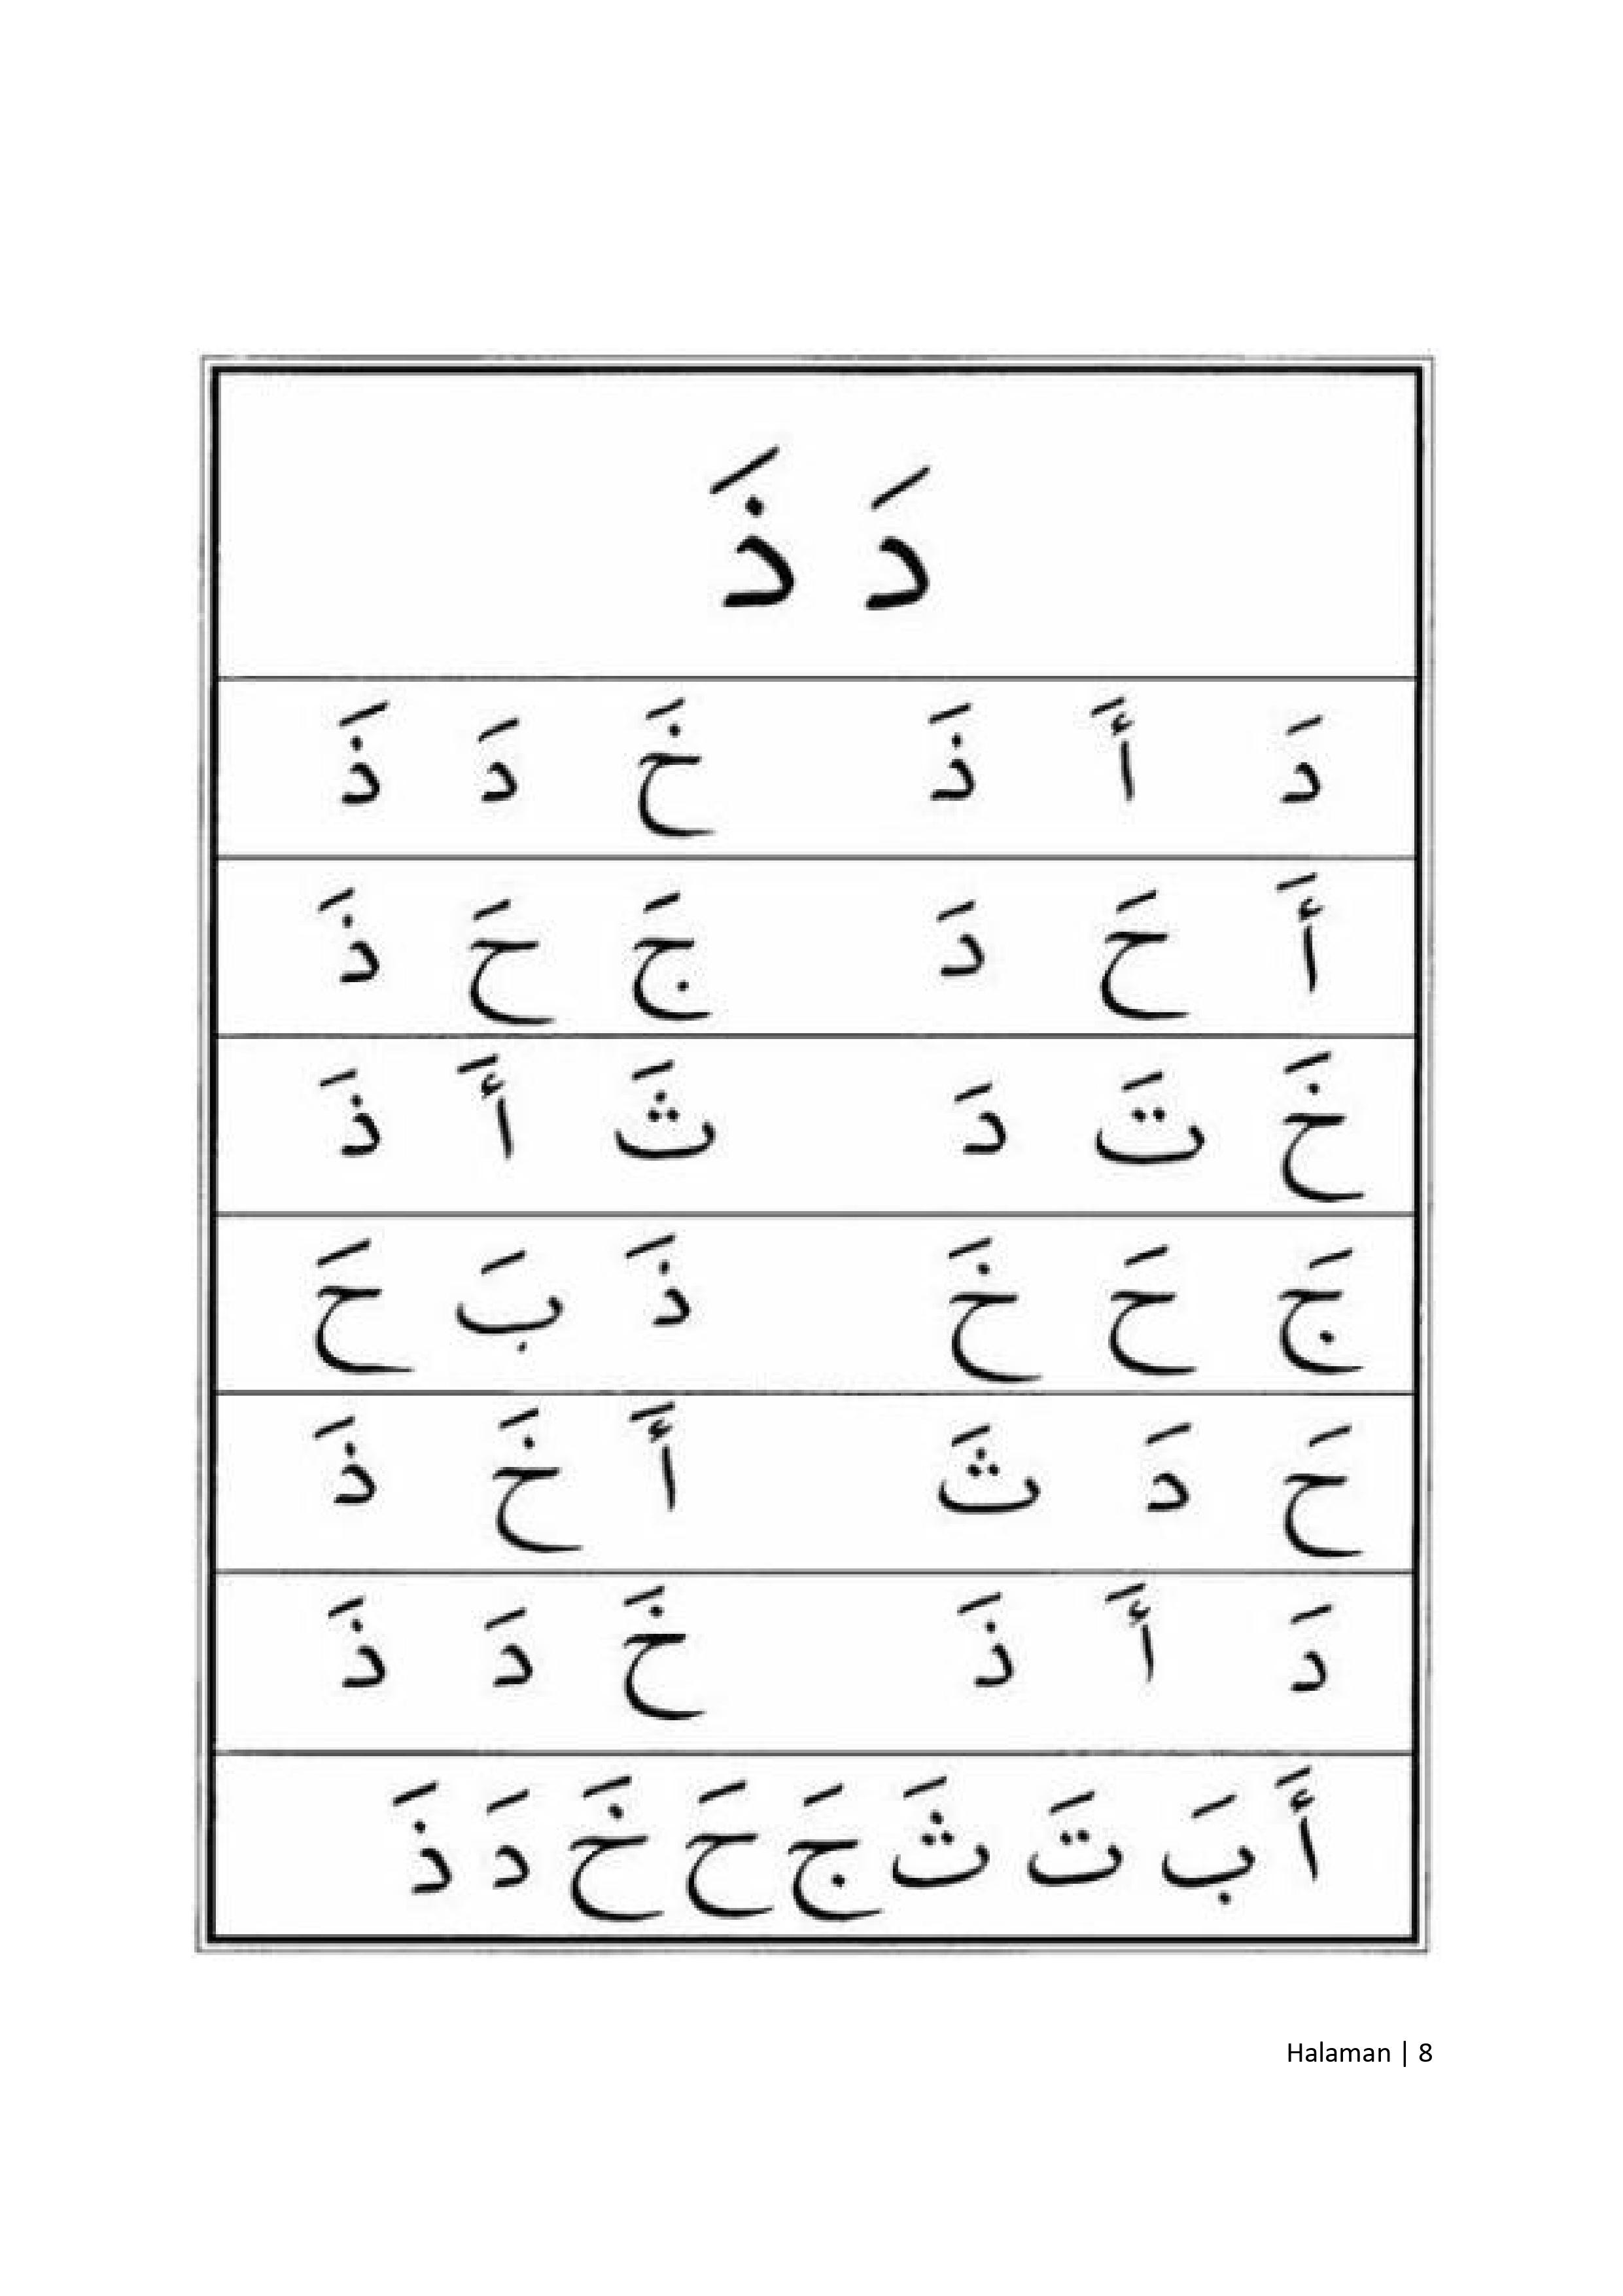 دَ ذَ
دَ أَ ذَ خَ دَ ذَ
أَ حَ دَ جَ حَ ذَ
خَ تَ دَ ثَ أَ ذَ
جَ حَ خَ ذَ بَ حَ
حَ دَ ثَ أَ خَ ذَ
دَ أَ ذَ خَ دَ ذَ
أَ بَ تَ ثَ جَ حَ خَ دَ ذَ
Halaman | 8